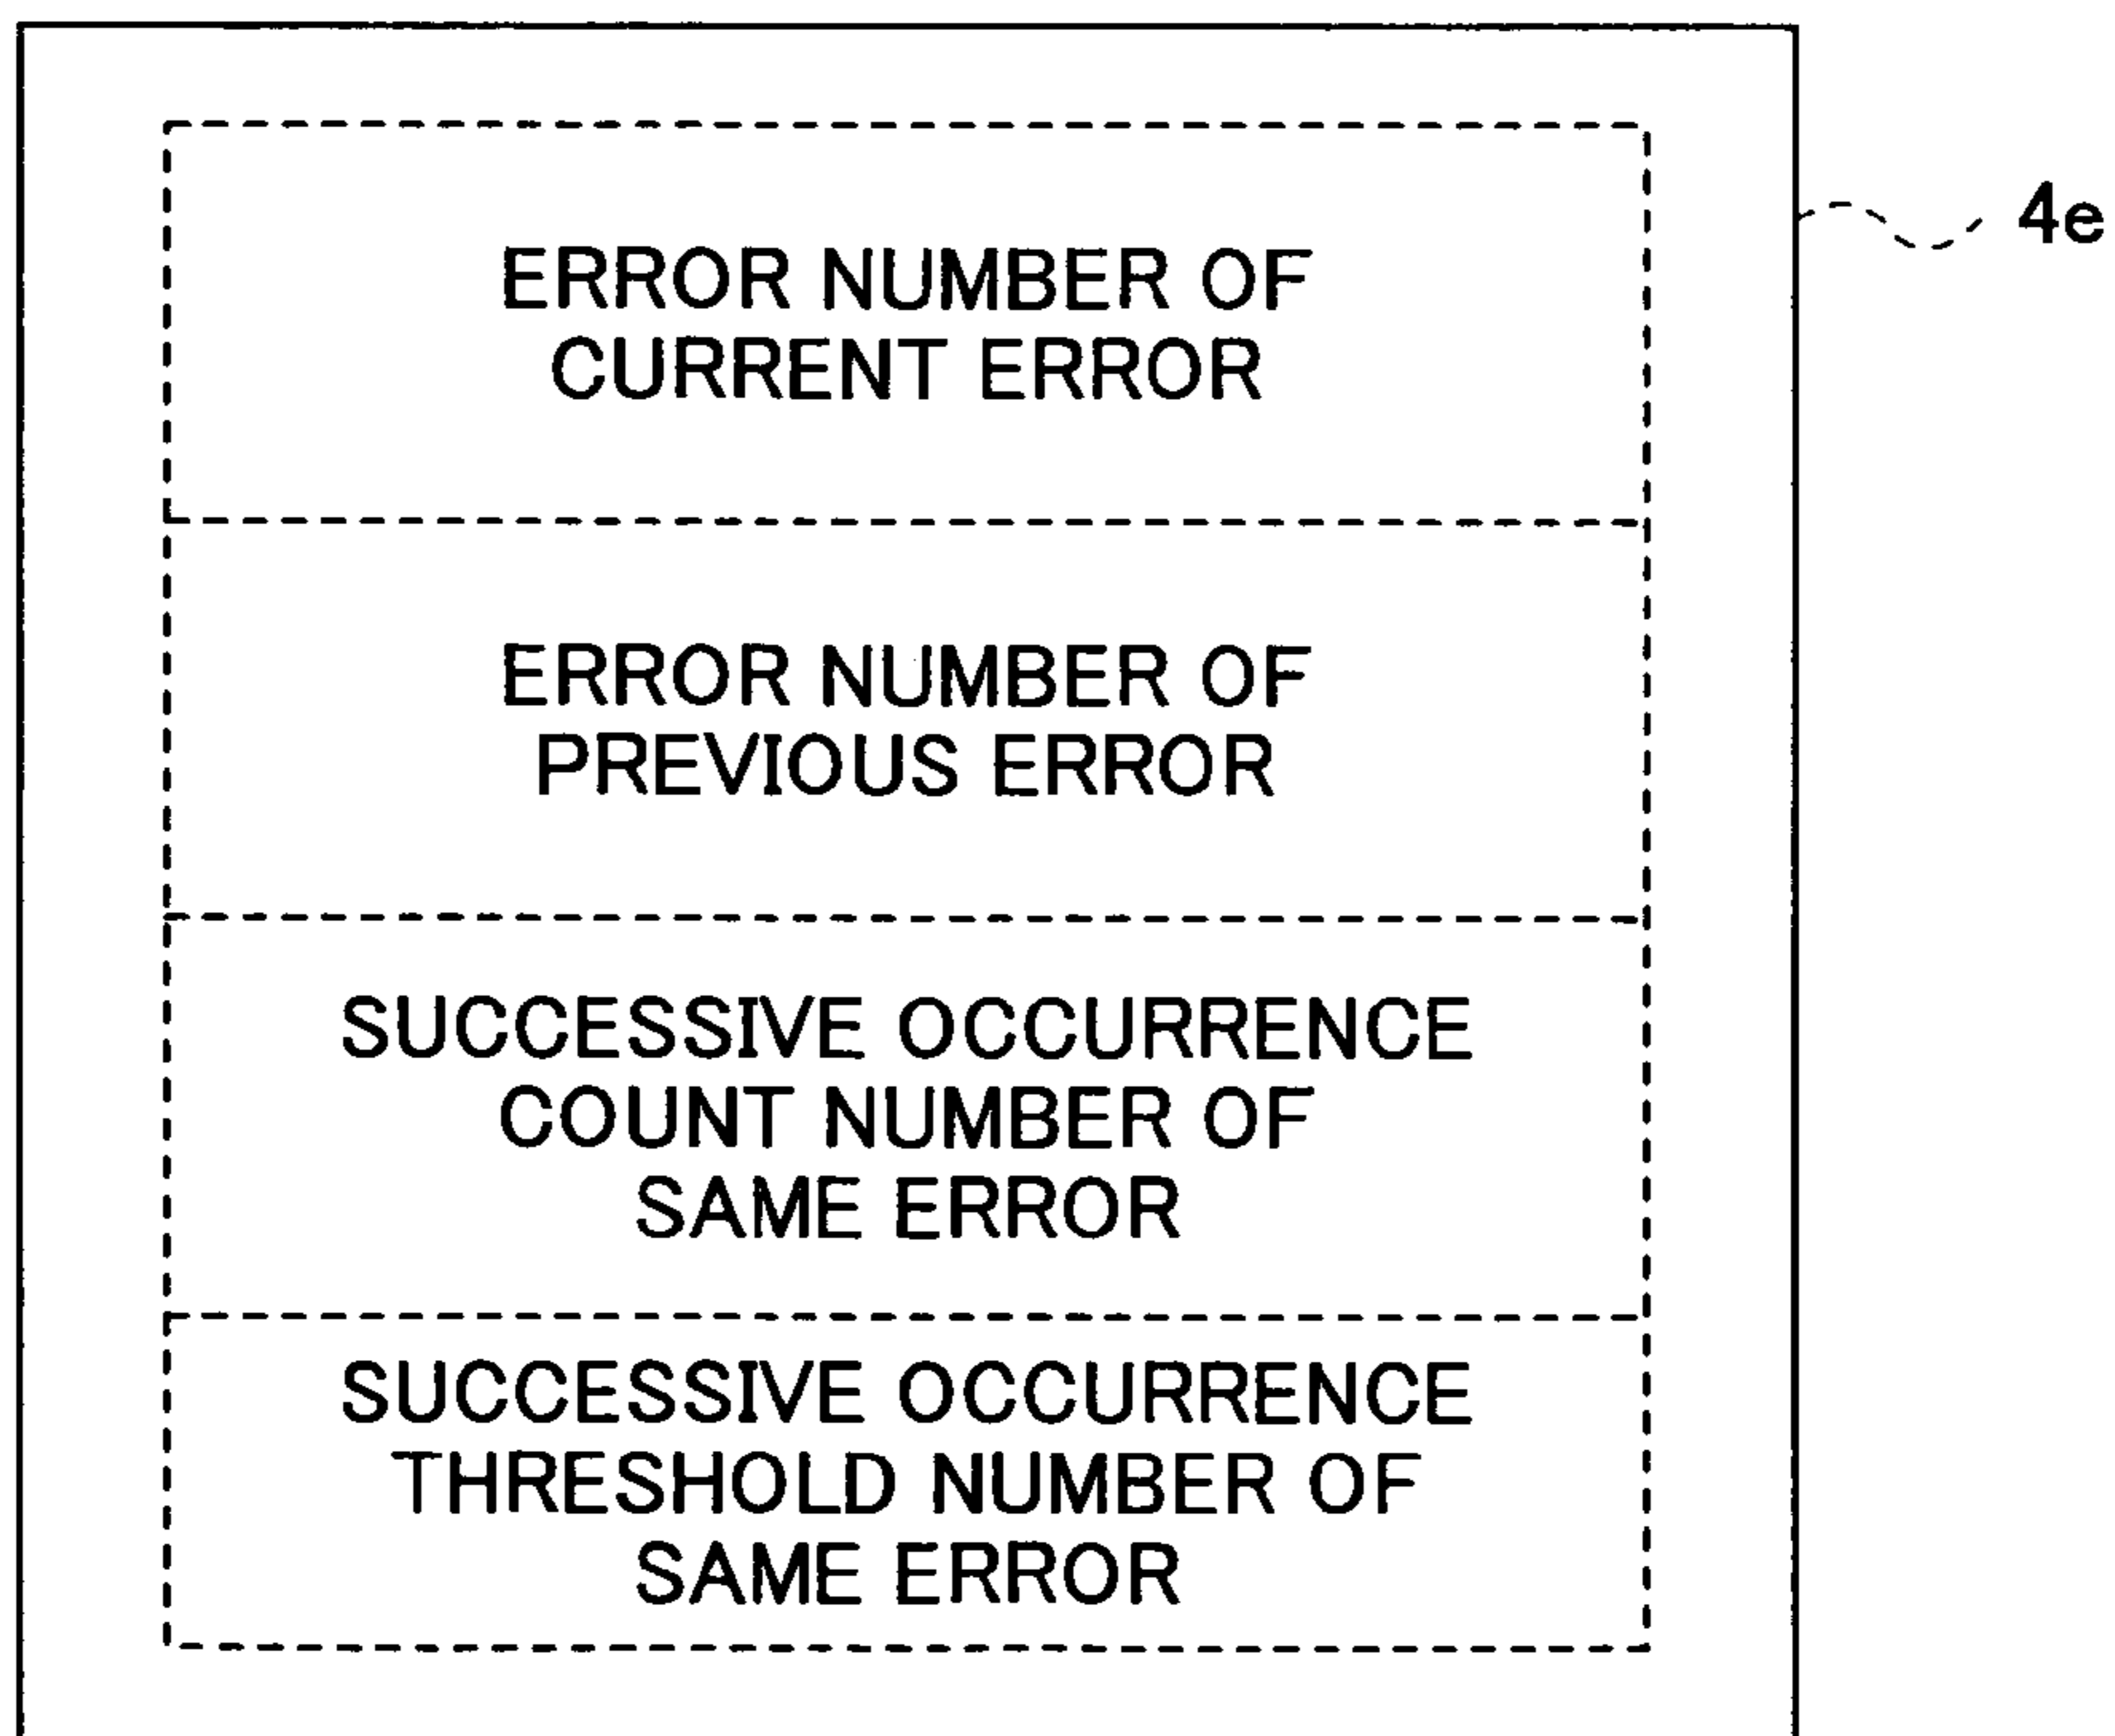 4e
ERROR NUMBER OF
CURRENT ERROR
ERROR NUMBER OF
PREVIOUS ERROR
SUCCESSIVE OCCURRENCE
COUNT NUMBER OF
SAME ERROR
SUCCESSIVE OCCURRENCE
THRESHOLD NUMBER OF
SAME ERROR